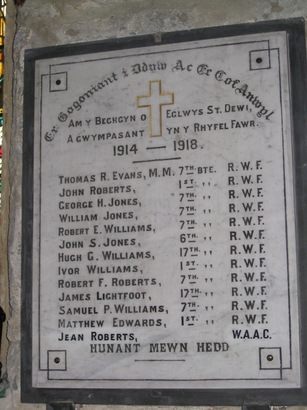 Er Gogoniant i Dduw Ac Er Cof Anwyl
Am y Bechgyn o Eglwys St. Dewi,
A gwympasant yn y Rhyfel Fawr.
1914 — 1918.
Thomas R. Evans, M.M. 7TH BTE. R.W.F.
John Roberts, 1ST ,, R.W.F.
George H. Jones, 7TH ,, R.W.F.
William Jones, 7TH ,, R.W.F.
Robert E. Williams, 7TH ,, R.W.F.
John S. Jones, 6TH ,, R.W.F.
Hugh G. Williams, 17TH ,, R.W.F.
Ivor Williams, 1ST ,, R.W.F.
Robert F. Roberts, 7TH ,, R.W.F.
James Lightfoot, 17TH ,, R.W.F.
Samuel P. Williams, 7TH ,, R.W.F.
Matthew Edwards, 1ST ,, R.W.F.
Jean Roberts, W.A.A.C.
Hunant Mewn Hedd